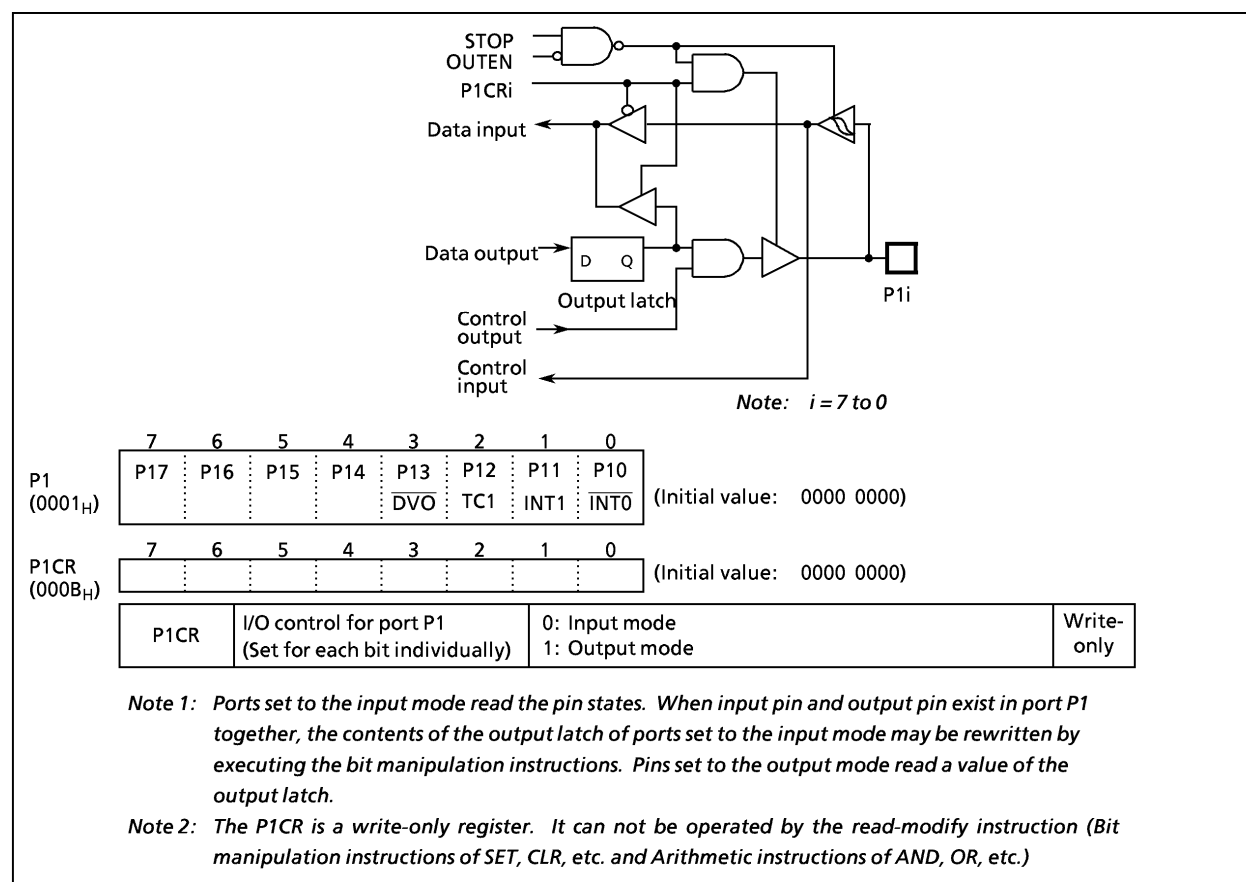 STOP
OUTEN
P1CRi
Data input
Data output
D Q
Output latch
P1i
Control
output
Control
input
Note: i = 7 to 0
7 6 5 4 3 2 1 0
P1
(0001H)
P17 P16 P15 P14 P13 P12 P11 P10
DVO TC1 INT1 INT0
(Initial value: 0000 0000)
7 6 5 4 3 2 1 0
P1CR
(000BH)
(Initial value: 0000 0000)
P1CR
I/O control for port P1
(Set for each bit individually)
0: Input mode
1: Output mode
Write-
only
Note 1: Ports set to the input mode read the pin states. When input pin and output pin exist in port P1
together, the contents of the output latch of ports set to the input mode may be rewritten by
executing the bit manipulation instructions. Pins set to the output mode read a value of the
output latch.
Note 2: The P1CR is a write-only register. It can not be operated by the read-modify instruction (Bit
manipulation instructions of SET, CLR, etc. and Arithmetic instructions of AND, OR, etc.)